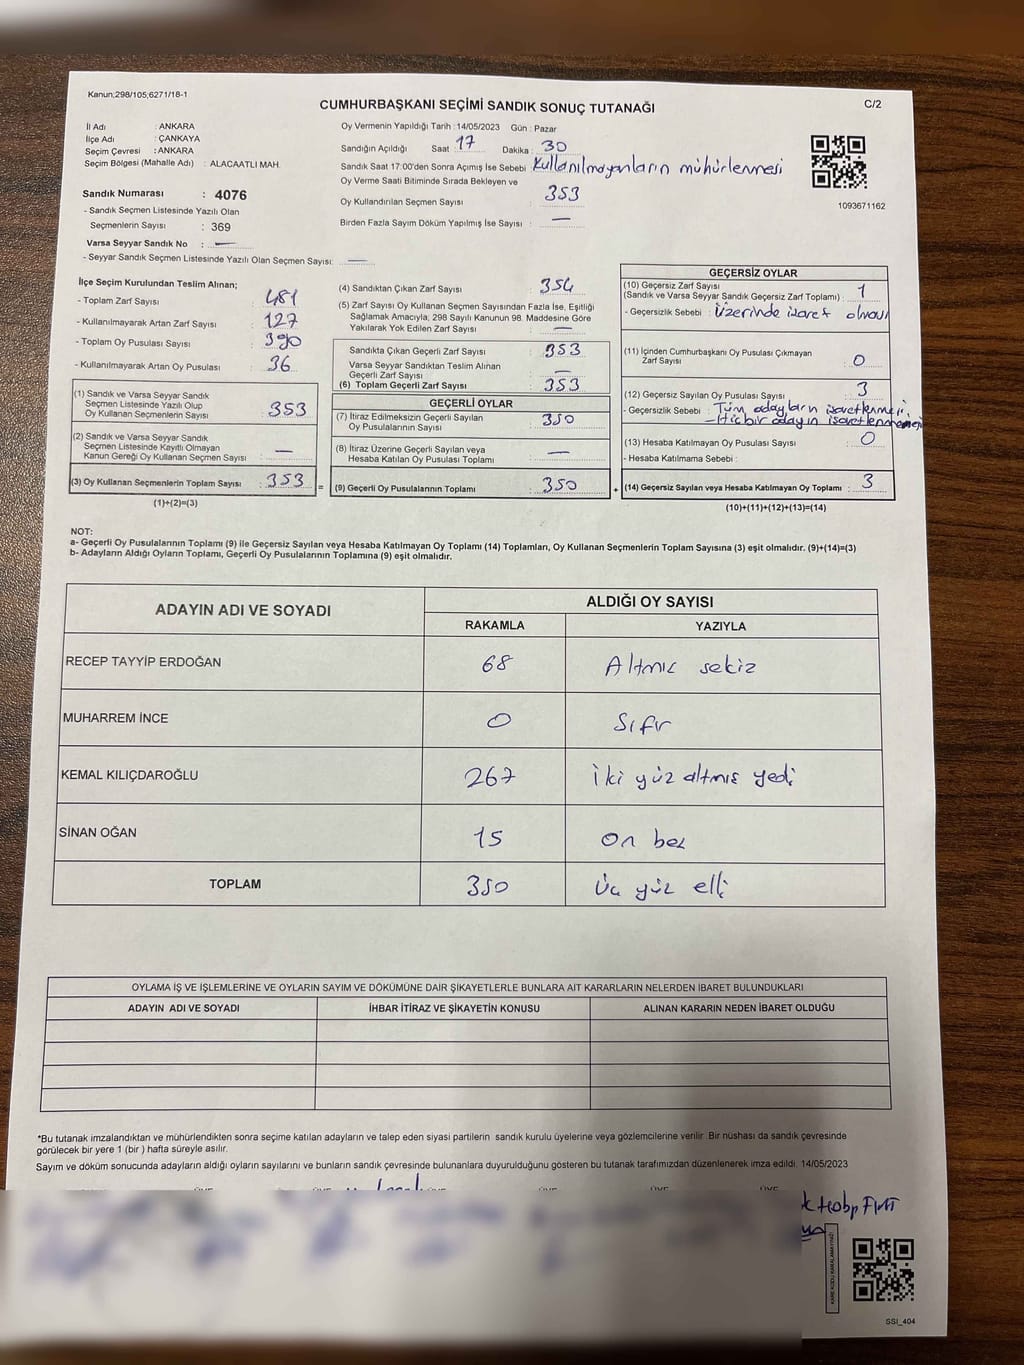 Kanun;298/105;6271/18-1
C/2
CUMHURBAŞKANI SEÇİMİ SANDIK SONUÇ TUTANAĞI
İl Adı : ANKARA
İlçe Adı : ÇANKAYA
Seçim Çevresi : ANKARA
Seçim Bölgesi (Mahalle Adı) : ALACAATLI MAH.
Sandık Numarası : 4076
- Sandık Seçmen Listesinde Yazılı Olan
Seçmenlerin Sayısı : 369
Varsa Seyyar Sandık No : —
- Seyyar Sandık Seçmen Listesinde Yazılı Olan Seçmen Sayısı: —
Oy Vermenin Yapıldığı Tarih : 14/05/2023 Gün : Pazar
Sandığın Açıldığı Saat : 17 Dakika : 30
Sandık Saat 17:00'den Sonra Açımış İse Sebebi : Kullanılmayanların mühürlenmesi
Oy Verme Saati Bitiminde Sırada Bekleyen ve
Oy Kullandırılan Seçmen Sayısı : 353
Birden Fazla Sayım Döküm Yapılmış İse Sayısı : —
1093671162
İlçe Seçim Kurulundan Teslim Alınan;
- Toplam Zarf Sayısı : 481
- Kullanılmayarak Artan Zarf Sayısı : 127
- Toplam Oy Pusulası Sayısı : 390
- Kullanılmayarak Artan Oy Pusulası : 36
(1) Sandık ve Varsa Seyyar Sandık
Seçmen Listesinde Yazılı Olup
Oy Kullanan Seçmenlerin Sayısı : 353
(2) Sandık ve Varsa Seyyar Sandık
Seçmen Listesinde Kayıtlı Olmayan
Kanun Gereği Oy Kullanan Seçmen Sayısı : —
(3) Oy Kullanan Seçmenlerin Toplam Sayısı : 353
(1)+(2)=(3)
(4) Sandıktan Çıkan Zarf Sayısı : 354
(5) Zarf Sayısı Oy Kullanan Seçmen Sayısından Fazla İse, Eşitliği
Sağlamak Amacıyla; 298 Sayılı Kanunun 98. Maddesine Göre
Yakılarak Yok Edilen Zarf Sayısı : —
Sandıkta Çıkan Geçerli Zarf Sayısı : 353
Varsa Seyyar Sandıktan Teslim Alınan
Geçerli Zarf Sayısı : —
(6) Toplam Geçerli Zarf Sayısı : 353
=
GEÇERLİ OYLAR
(7) İtiraz Edilmeksizin Geçerli Sayılan
Oy Pusulalarının Sayısı : 350
(8) İtiraz Üzerine Geçerli Sayılan veya
Hesaba Katılan Oy Pusulası Toplamı : —
(9) Geçerli Oy Pusulalarının Toplamı : 350
+
GEÇERSİZ OYLAR
(10) Geçersiz Zarf Sayısı
(Sandık ve Varsa Seyyar Sandık Geçersiz Zarf Toplamı) : 1
- Geçersizlik Sebebi : Üzerinde işaret olması
(11) İçinden Cumhurbaşkanı Oy Pusulası Çıkmayan
Zarf Sayısı : 0
(12) Geçersiz Sayılan Oy Pusulası Sayısı : 3
- Geçersizlik Sebebi : Tüm adayların işaretlenmesi,
- Hiçbir adayın işaretlenmemesi
(13) Hesaba Katılmayan Oy Pusulası Sayısı : 0
- Hesaba Katılmama Sebebi :
(14) Geçersiz Sayılan veya Hesaba Katılmayan Oy Toplamı : 3
(10)+(11)+(12)+(13)=(14)
NOT:
a- Geçerli Oy Pusulalarının Toplamı (9) ile Geçersiz Sayılan veya Hesaba Katılmayan Oy Toplamı (14) Toplamları, Oy Kullanan Seçmenlerin Toplam Sayısına (3) eşit olmalıdır. (9)+(14)=(3)
b- Adayların Aldığı Oyların Toplamı, Geçerli Oy Pusulalarının Toplamına (9) eşit olmalıdır.
ADAYIN ADI VE SOYADI ALDIĞI OY SAYISI
RAKAMLA YAZIYLA
RECEP TAYYİP ERDOĞAN 68 Altmış sekiz
MUHARREM İNCE 0 Sıfır
KEMAL KILIÇDAROĞLU 267 İki yüz altmış yedi
SİNAN OĞAN 15 On beş
TOPLAM 350 Üç yüz elli
OYLAMA İŞ VE İŞLEMLERİNE VE OYLARIN SAYIM VE DÖKÜMÜNE DAİR ŞİKAYETLERLE BUNLARA AİT KARARLARIN NELERDEN İBARET BULUNDUKLARI
ADAYIN ADI VE SOYADI İHBAR İTİRAZ VE ŞİKAYETİN KONUSU ALINAN KARARIN NEDEN İBARET OLDUĞU
*Bu tutanak imzalandıktan ve mühürlendikten sonra seçime katılan adayların ve talep eden siyasi partilerin sandık kurulu üyelerine veya gözlemcilerine verilir. Bir nüshası da sandık çevresinde
görülecek bir yere 1 (bir) hafta süreyle asılır.
Sayım ve döküm sonucunda adayların aldığı oyların sayılarını ve bunların sandık çevresinde bulunanlara duyurulduğunu gösteren bu tutanak tarafımızdan düzenlenerek imza edildi. 14/05/2023
KARE KODU KARALAMAYINIZ!
SSI_404